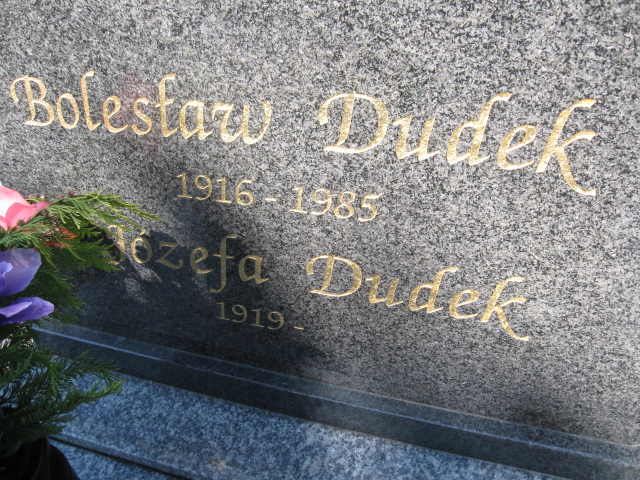 Bolesław Dudek
1916 - 1985
Józefa Dudek
1919 -